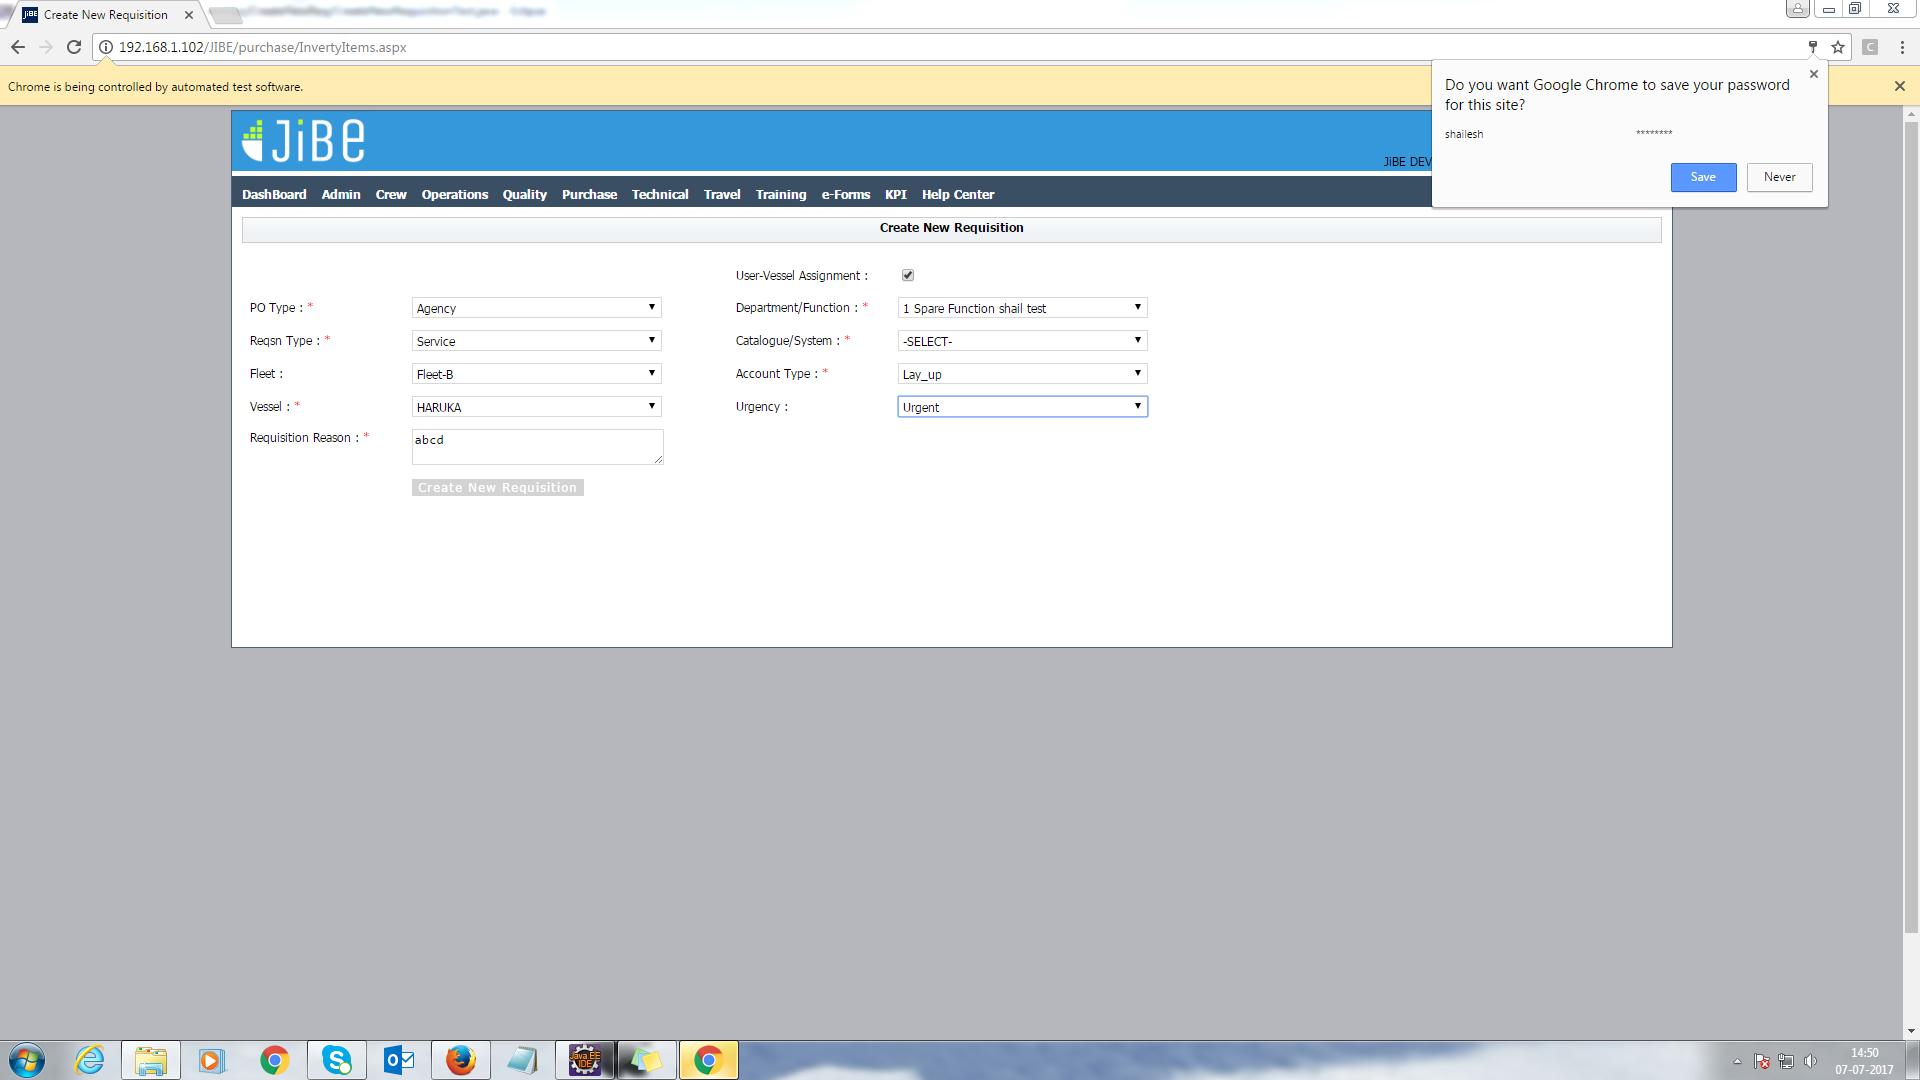 JiBE Create New Requisition
192.168.1.102/JIBE/purchase/InvertyItems.aspx
C
Chrome is being controlled by automated test software.
Do you want Google Chrome to save your password
for this site?
shailesh ********
Save Never
JiBE
JiBE DEV
DashBoard Admin Crew Operations Quality Purchase Technical Travel Training e-Forms KPI Help Center
Create New Requisition
User-Vessel Assignment :
PO Type : * Agency Department/Function : * 1 Spare Function shail test
Reqsn Type : * Service Catalogue/System : * -SELECT-
Fleet : Fleet-B Account Type : * Lay_up
Vessel : * HARUKA Urgency : Urgent
Requisition Reason : * abcd
Create New Requisition
Java EE
IDE
14:50
07-07-2017